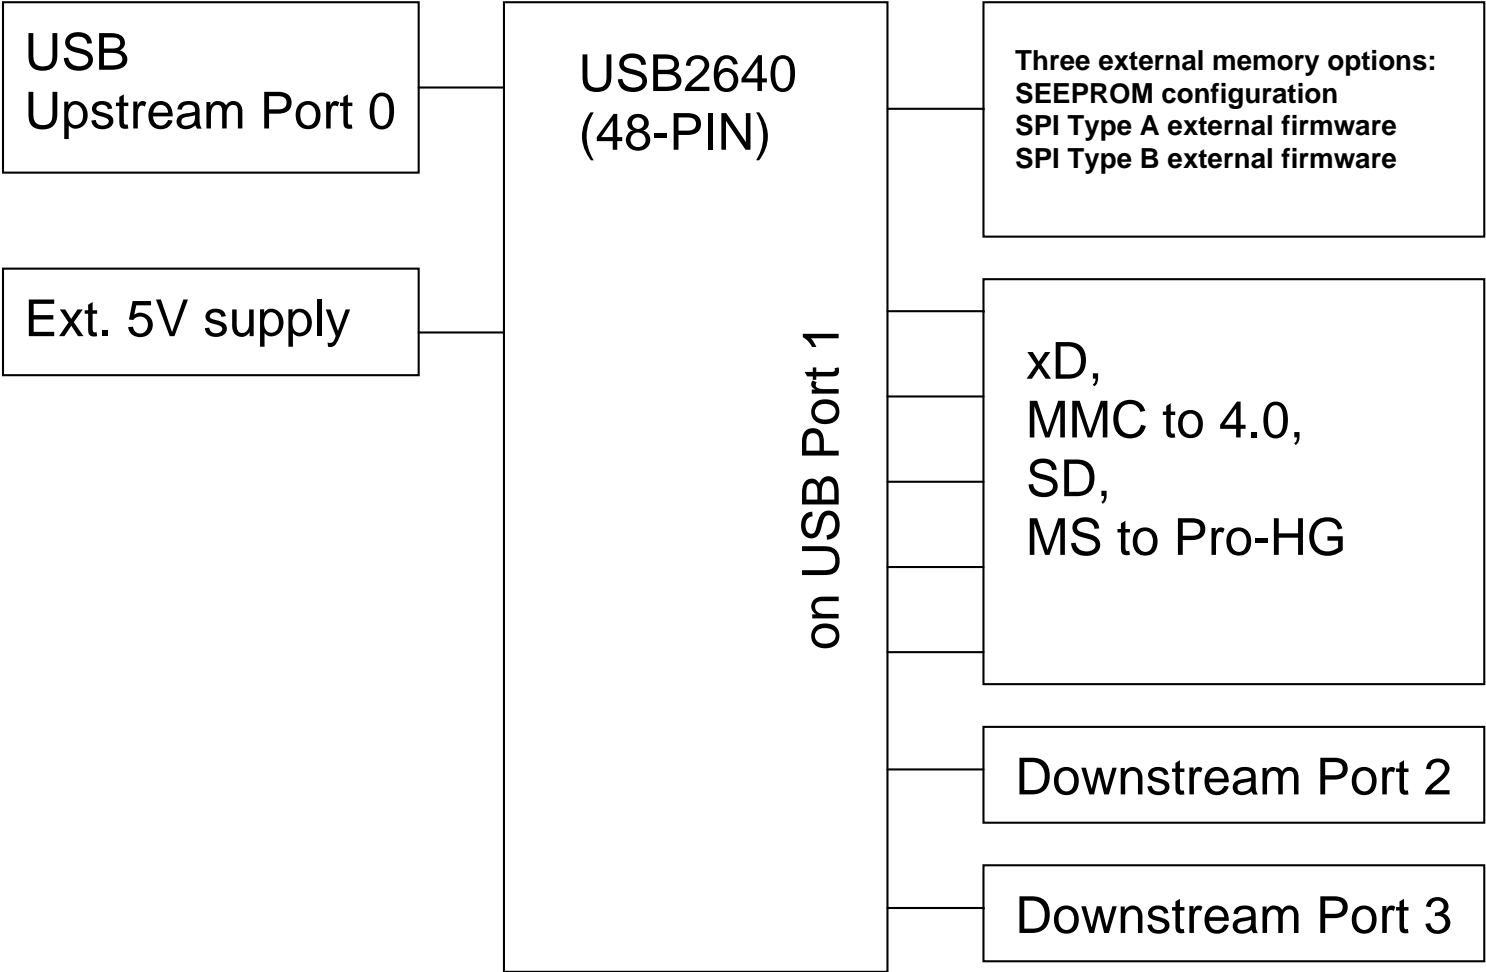 USB
Upstream Port 0
Ext. 5V supply
USB2640
(48-PIN)
on USB Port 1
Three external memory options:
SEEPROM configuration
SPI Type A external firmware
SPI Type B external firmware
xD,
MMC to 4.0,
SD,
MS to Pro-HG
Downstream Port 2
Downstream Port 3